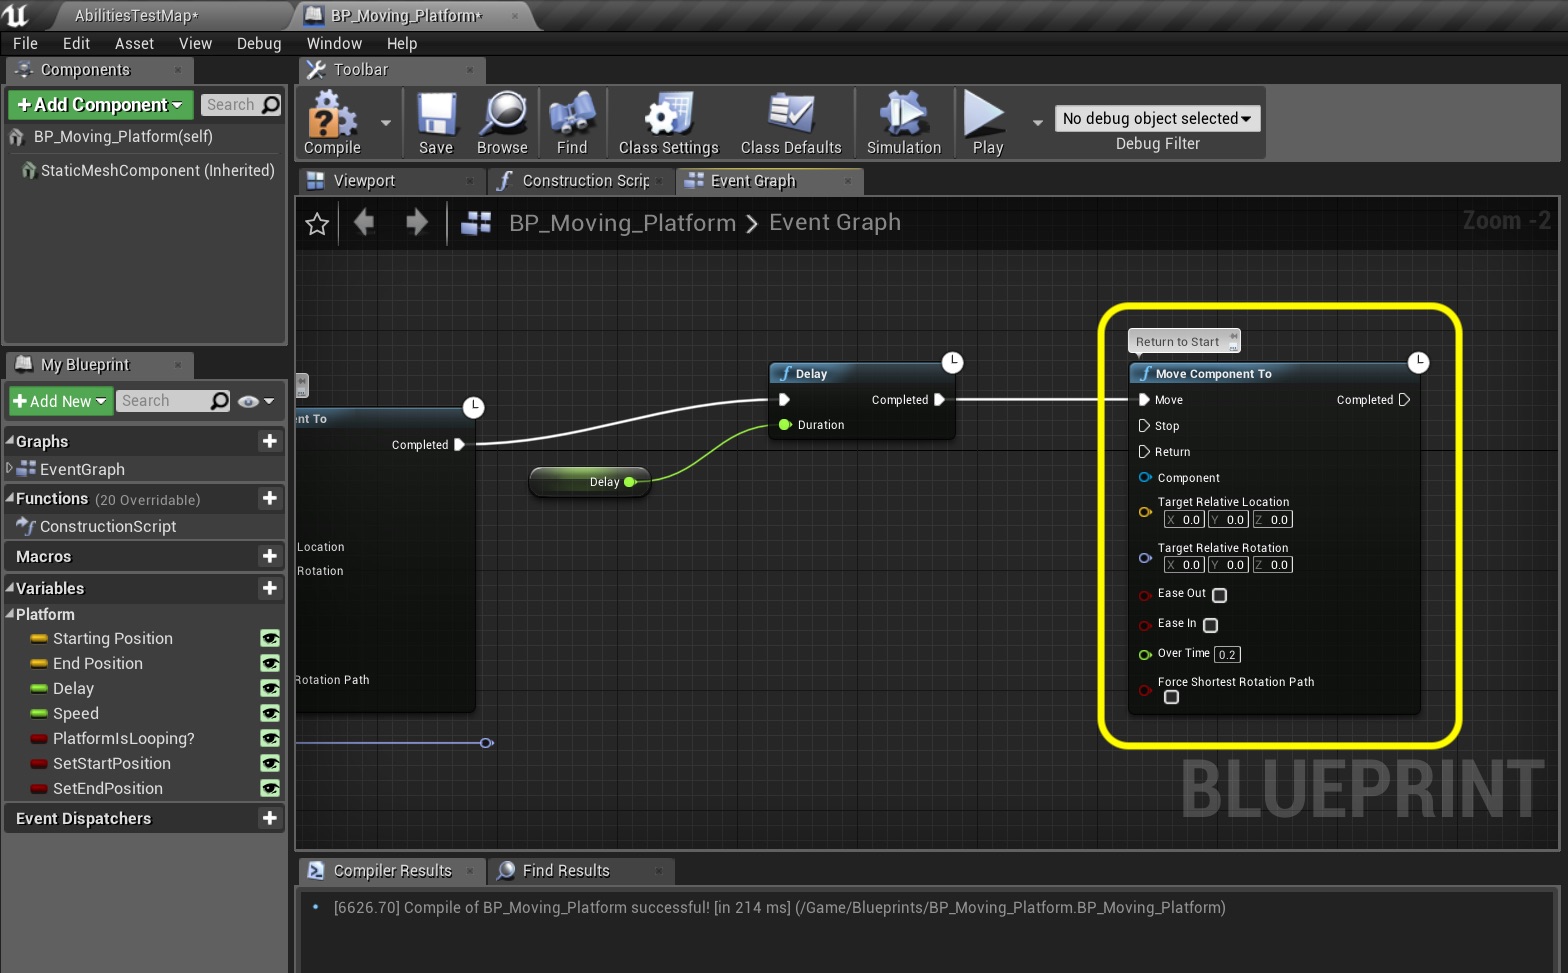 AbilitiesTestMap*
BP_Moving_Platform*
File Edit Asset View Debug Window Help
Components
Toolbar
+Add Component
Search
BP_Moving_Platform(self)
StaticMeshComponent (Inherited)
Compile
Save
Browse
Find
Class Settings
Class Defaults
Simulation
Play
No debug object selected
Debug Filter
Viewport
Construction Scrip
Event Graph
BP_Moving_Platform > Event Graph
Zoom -2
My Blueprint
+Add New
Search
Graphs
EventGraph
Functions (20 Overridable)
ConstructionScript
Macros
Variables
Platform
Starting Position
End Position
Delay
Speed
PlatformIsLooping?
SetStartPosition
SetEndPosition
Event Dispatchers
nt To
Completed
Location
Rotation
Rotation Path
Delay
Delay
Completed
Duration
Return to Start
Move Component To
Move
Completed
Stop
Return
Component
Target Relative Location
X 0.0 Y 0.0 Z 0.0
Target Relative Rotation
X 0.0 Y 0.0 Z 0.0
Ease Out
Ease In
Over Time 0.2
Force Shortest Rotation Path
BLUEPRINT
Compiler Results
Find Results
[6626.70] Compile of BP_Moving_Platform successful! [in 214 ms] (/Game/Blueprints/BP_Moving_Platform.BP_Moving_Platform)